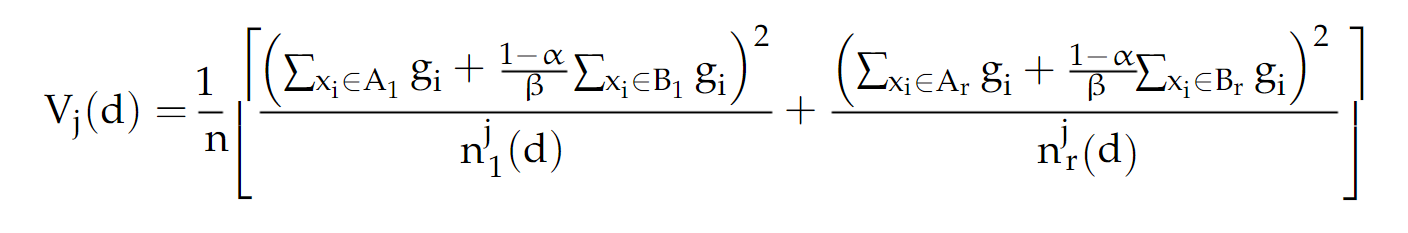 V_j(d) = \frac{1}{n} \left[ \frac{\left( \sum_{x_i \in A_1} g_i + \frac{1-\alpha}{\beta} \sum_{x_i \in B_1} g_i \right)^2}{n_1^j(d)} + \frac{\left( \sum_{x_i \in A_r} g_i + \frac{1-\alpha}{\beta} \sum_{x_i \in B_r} g_i \right)^2}{n_r^j(d)} \right]